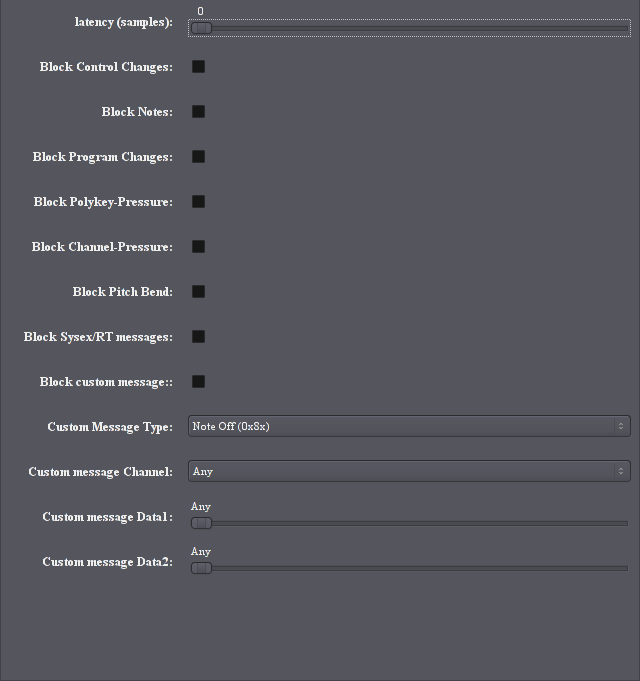 0
latency (samples):
Block Control Changes:
Block Notes:
Block Program Changes:
Block Polykey-Pressure:
Block Channel-Pressure:
Block Pitch Bend:
Block Sysex/RT messages:
Block custom message::
Custom Message Type: Note Off (0x8x)
Custom message Channel: Any
Any
Custom message Data1:
Any
Custom message Data2: